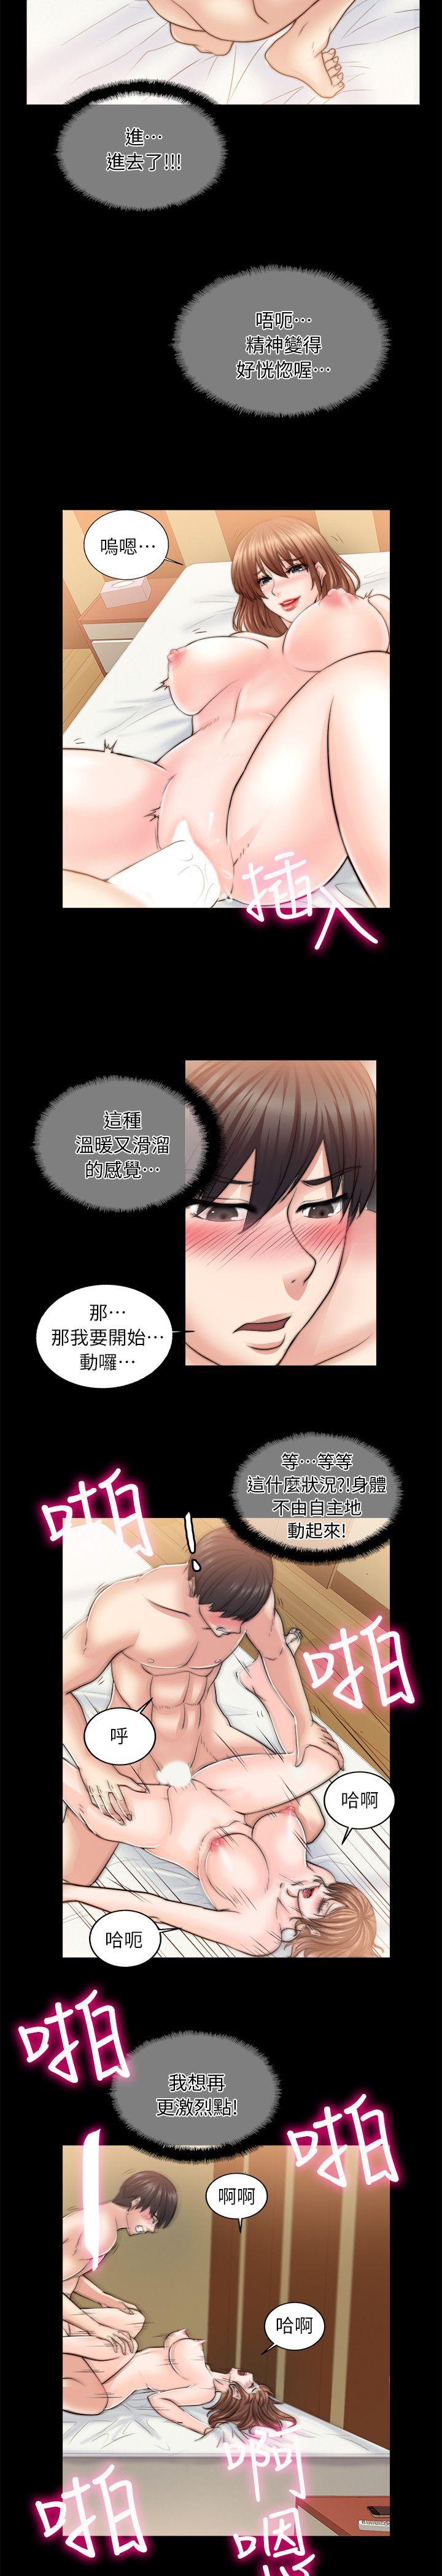 進…
進去了!!!
唔呃…
精神變得
好恍惚喔…
嗚嗯…
插入
這種
溫暖又滑溜
的感覺…
那…
那我要開始…
動囉…
等…等等
這什麼狀況?!身體
不由自主地
動起來!
啪
啪
呼
哈啊
哈呃
啪
我想再
更激烈點!
啪
啊啊
哈啊
啪
啊
嗯